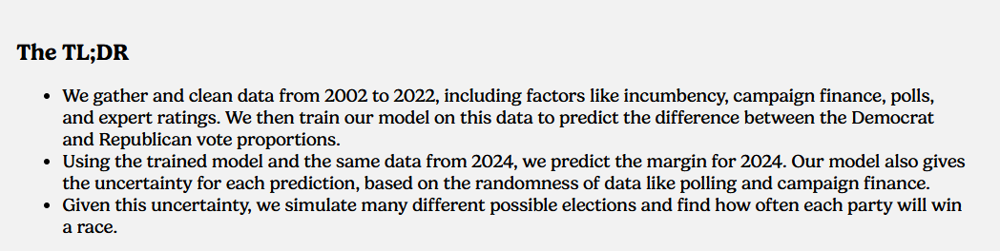 The TL;DR
• We gather and clean data from 2002 to 2022, including factors like incumbency, campaign finance, polls,
and expert ratings. We then train our model on this data to predict the difference between the Democrat
and Republican vote proportions.
• Using the trained model and the same data from 2024, we predict the margin for 2024. Our model also gives
the uncertainty for each prediction, based on the randomness of data like polling and campaign finance.
• Given this uncertainty, we simulate many different possible elections and find how often each party will win
a race.